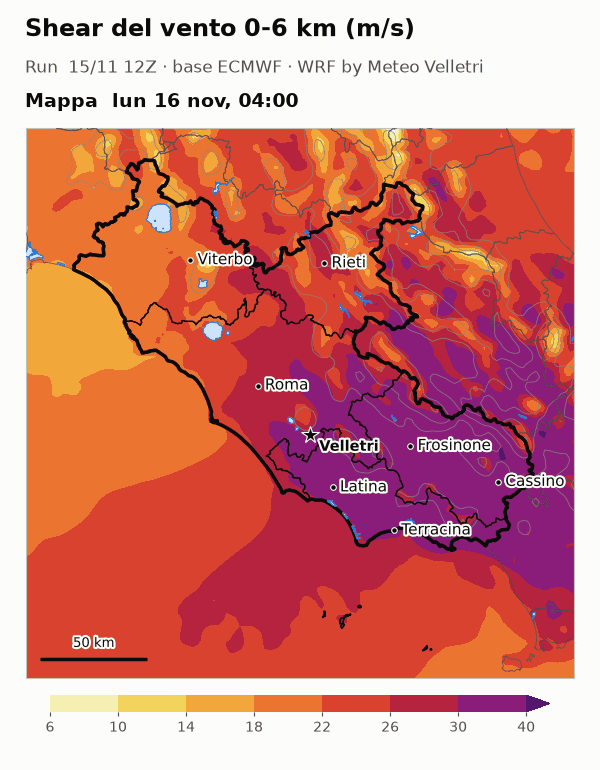 Shear del vento 0-6 km (m/s)
Run  15/11 12Z · base ECMWF · WRF by Meteo Velletri
Mappa  lun 16 nov, 04:00
Viterbo
Rieti
Roma
Velletri
Frosinone
Latina
Cassino
Terracina
50 km
6 10 14 18 22 26 30 40